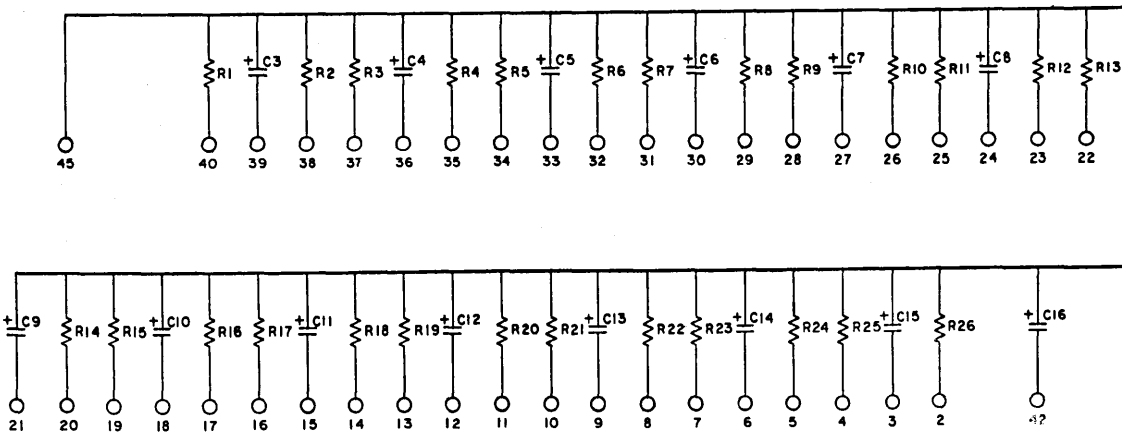 + C3 + C4 + C5 + C6 + C7 + C8
R1 R2 R3 R4 R5 R6 R7 R8 R9 R10 R11 R12 R13
45 40 39 38 37 36 35 34 33 32 31 30 29 28 27 26 25 24 23 22
+ C9 + C10 + C11 + C12 + C13 + C14 + C15 + C16
R14 R15 R16 R17 R18 R19 R20 R21 R22 R23 R24 R25 R26
21 20 19 18 17 16 15 14 13 12 11 10 9 8 7 6 5 4 3 2 42